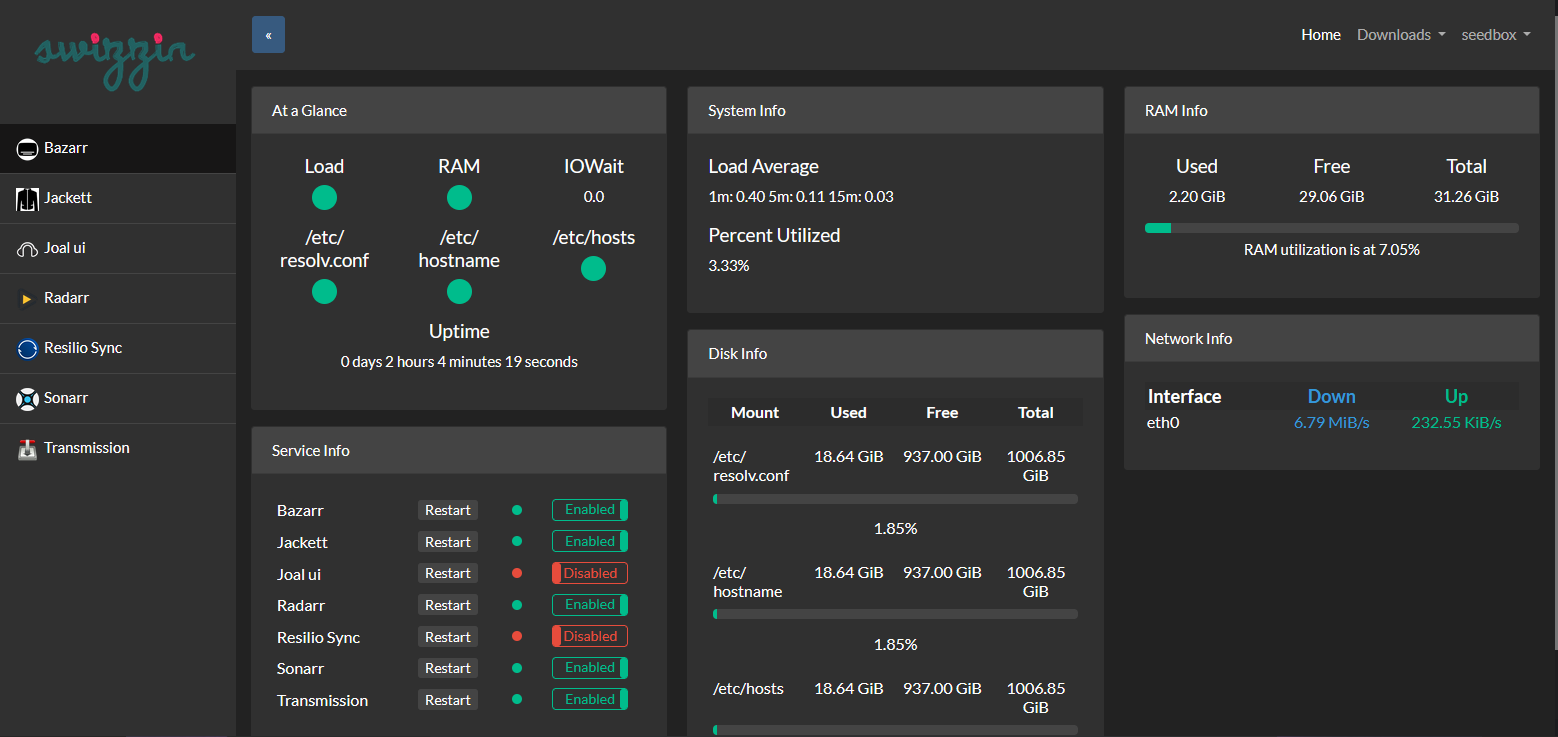 swizzin
«
Home Downloads seedbox
Bazarr
Jackett
Joal ui
Radarr
Resilio Sync
Sonarr
Transmission
At a Glance
Load RAM IOWait
0.0
/etc/ /etc/ /etc/hosts
resolv.conf hostname
Uptime
0 days 2 hours 4 minutes 19 seconds
Service Info
Bazarr Restart Enabled
Jackett Restart Enabled
Joal ui Restart Disabled
Radarr Restart Enabled
Resilio Sync Restart Disabled
Sonarr Restart Enabled
Transmission Restart Enabled
System Info
Load Average
1m: 0.40 5m: 0.11 15m: 0.03
Percent Utilized
3.33%
Disk Info
Mount Used Free Total
/etc/ 18.64 GiB 937.00 GiB 1006.85
resolv.conf GiB
1.85%
/etc/ 18.64 GiB 937.00 GiB 1006.85
hostname GiB
1.85%
/etc/hosts 18.64 GiB 937.00 GiB 1006.85
GiB
RAM Info
Used Free Total
2.20 GiB 29.06 GiB 31.26 GiB
RAM utilization is at 7.05%
Network Info
Interface Down Up
eth0 6.79 MiB/s 232.55 KiB/s